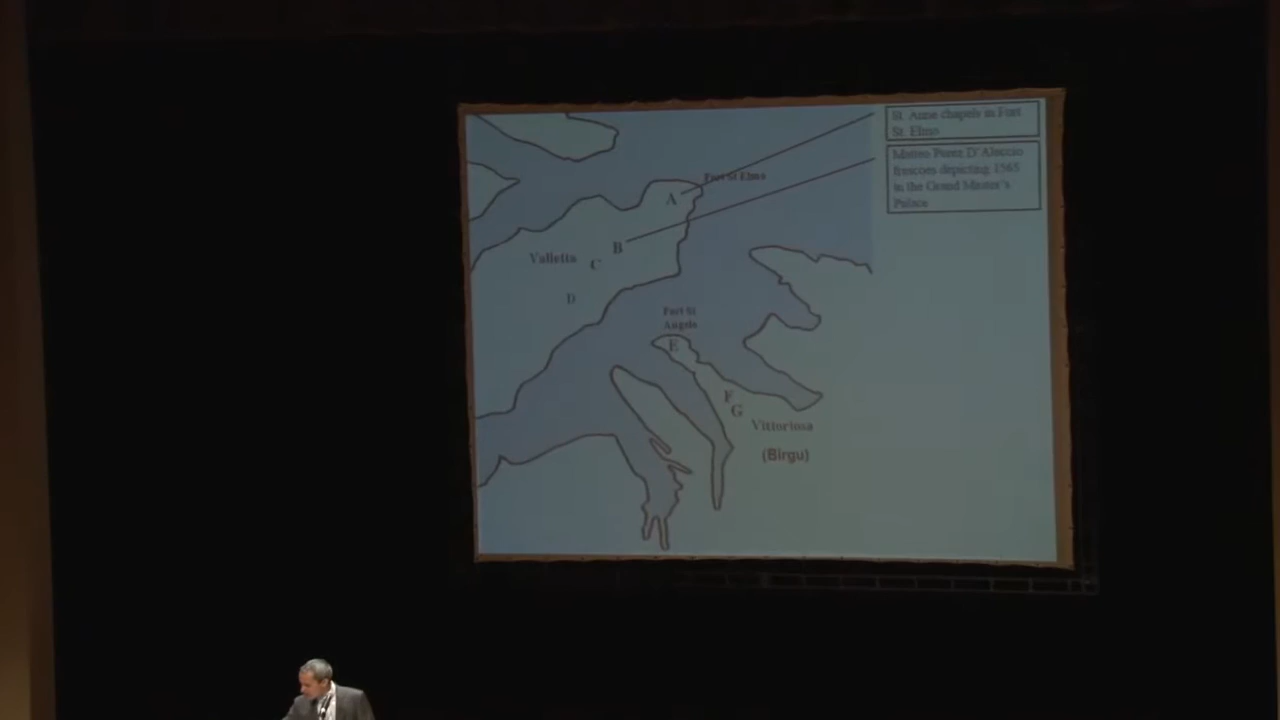 St. Anne chapels in Fort
St. Elmo
Matteo Perez D'Aleccio
frescoes depicting 1565
in the Grand Master's
Palace
Fort St Elmo
A
B
Valletta
C
D
Fort St
Angelo
E
F
G
Vittoriosa
(Birgu)